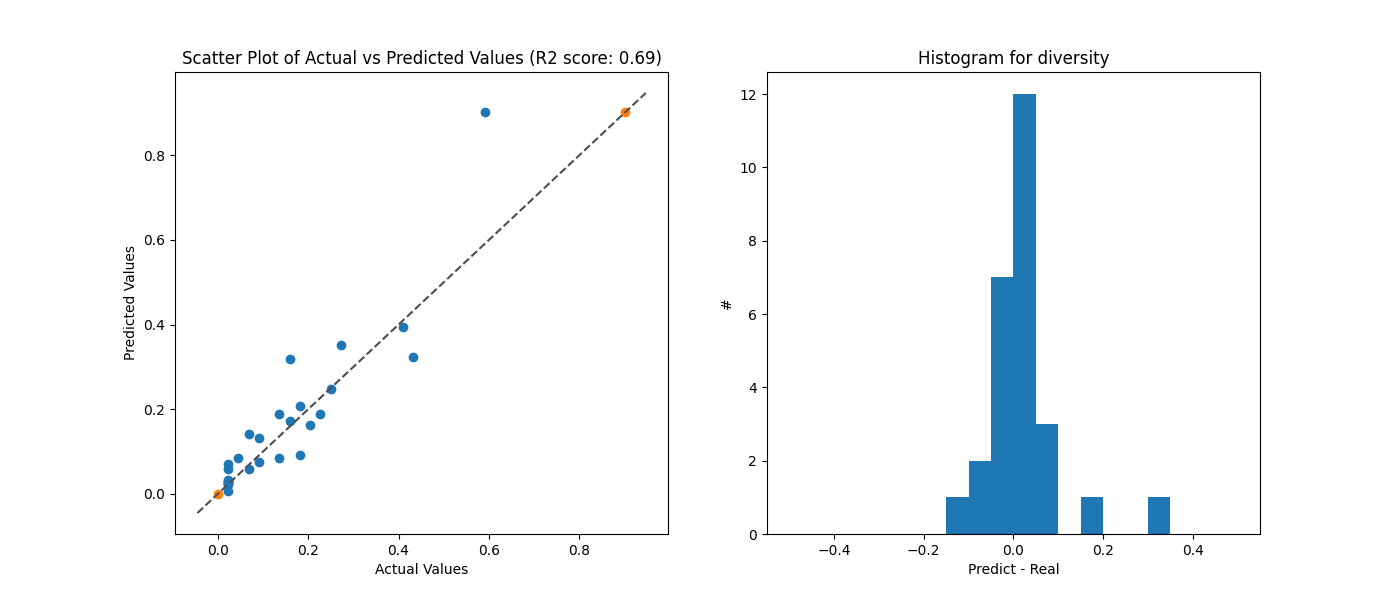 Scatter Plot of Actual vs Predicted Values (R2 score: 0.69)
Predicted Values
0.8
0.6
0.4
0.2
0.0
0.0 0.2 0.4 0.6 0.8
Actual Values
Histogram for diversity
#
12
10
8
6
4
2
0
−0.4 −0.2 0.0 0.2 0.4
Predict - Real